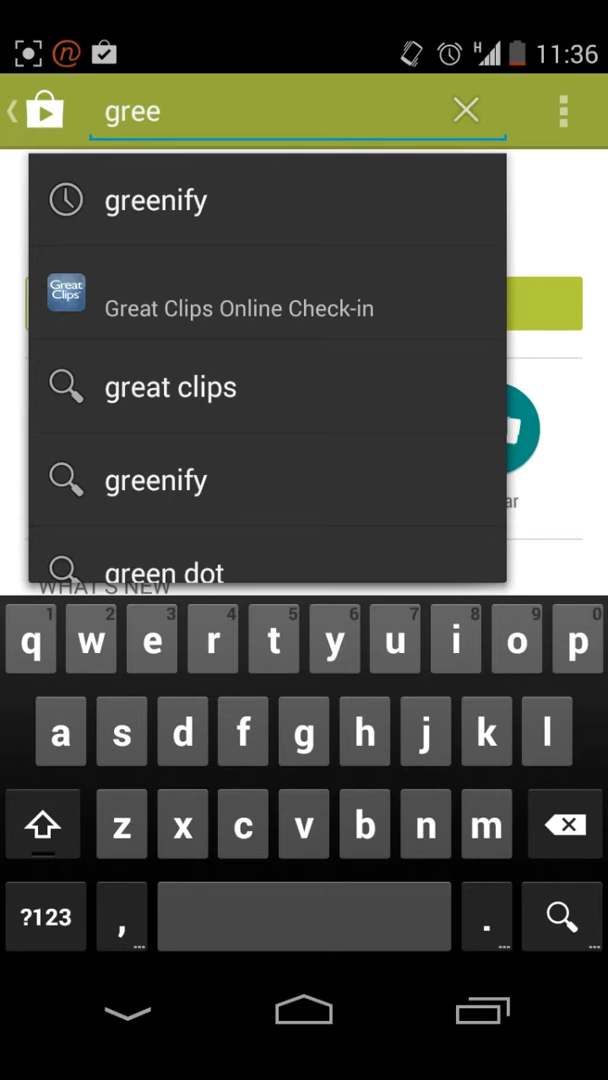 n H 11:36
gree
greenify
Great Clips
Great Clips Online Check-in
great clips
greenify
ar
green dot
WHAT'S NEW
1 2 3 4 5 6 7 8 9 0
q w e r t y u i o p
a s d f g h j k l
z x c v b n m
?123 , ... . ... ...